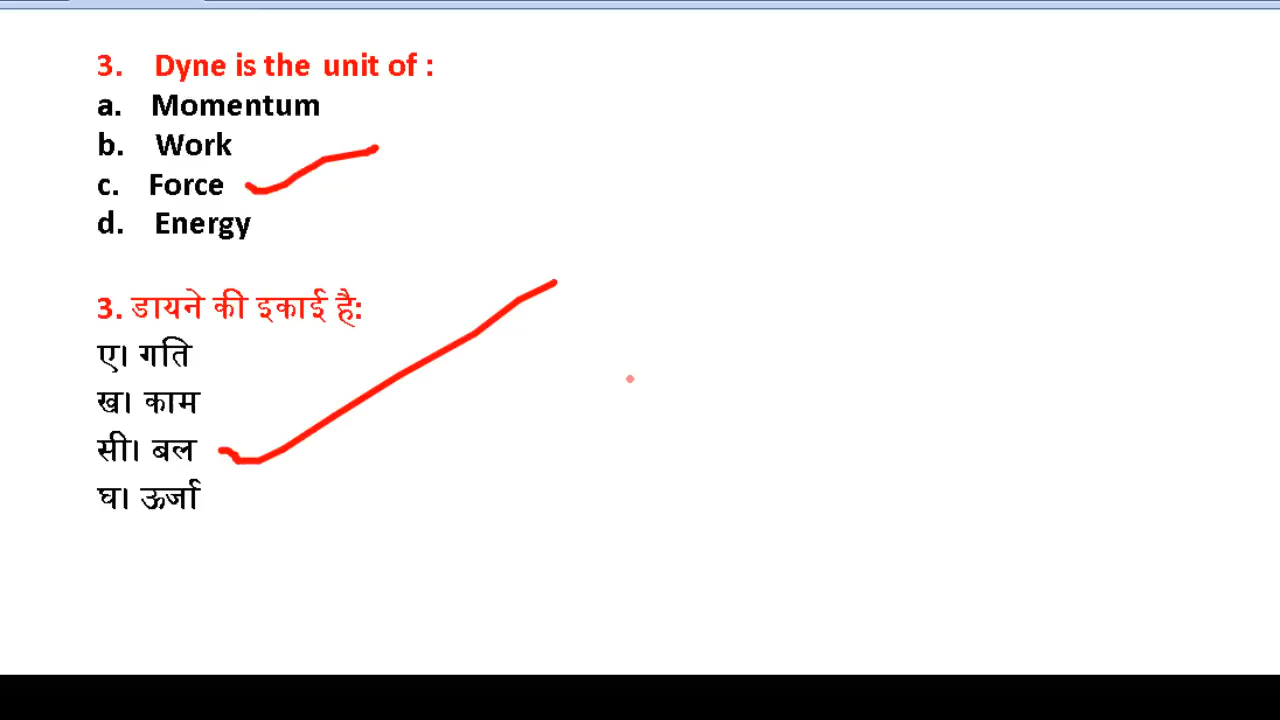 3. Dyne is the unit of :
a. Momentum
b. Work
c. Force
d. Energy
3. डायने की इकाई है:
ए। गति
ख। काम
सी। बल
घ। ऊर्जा